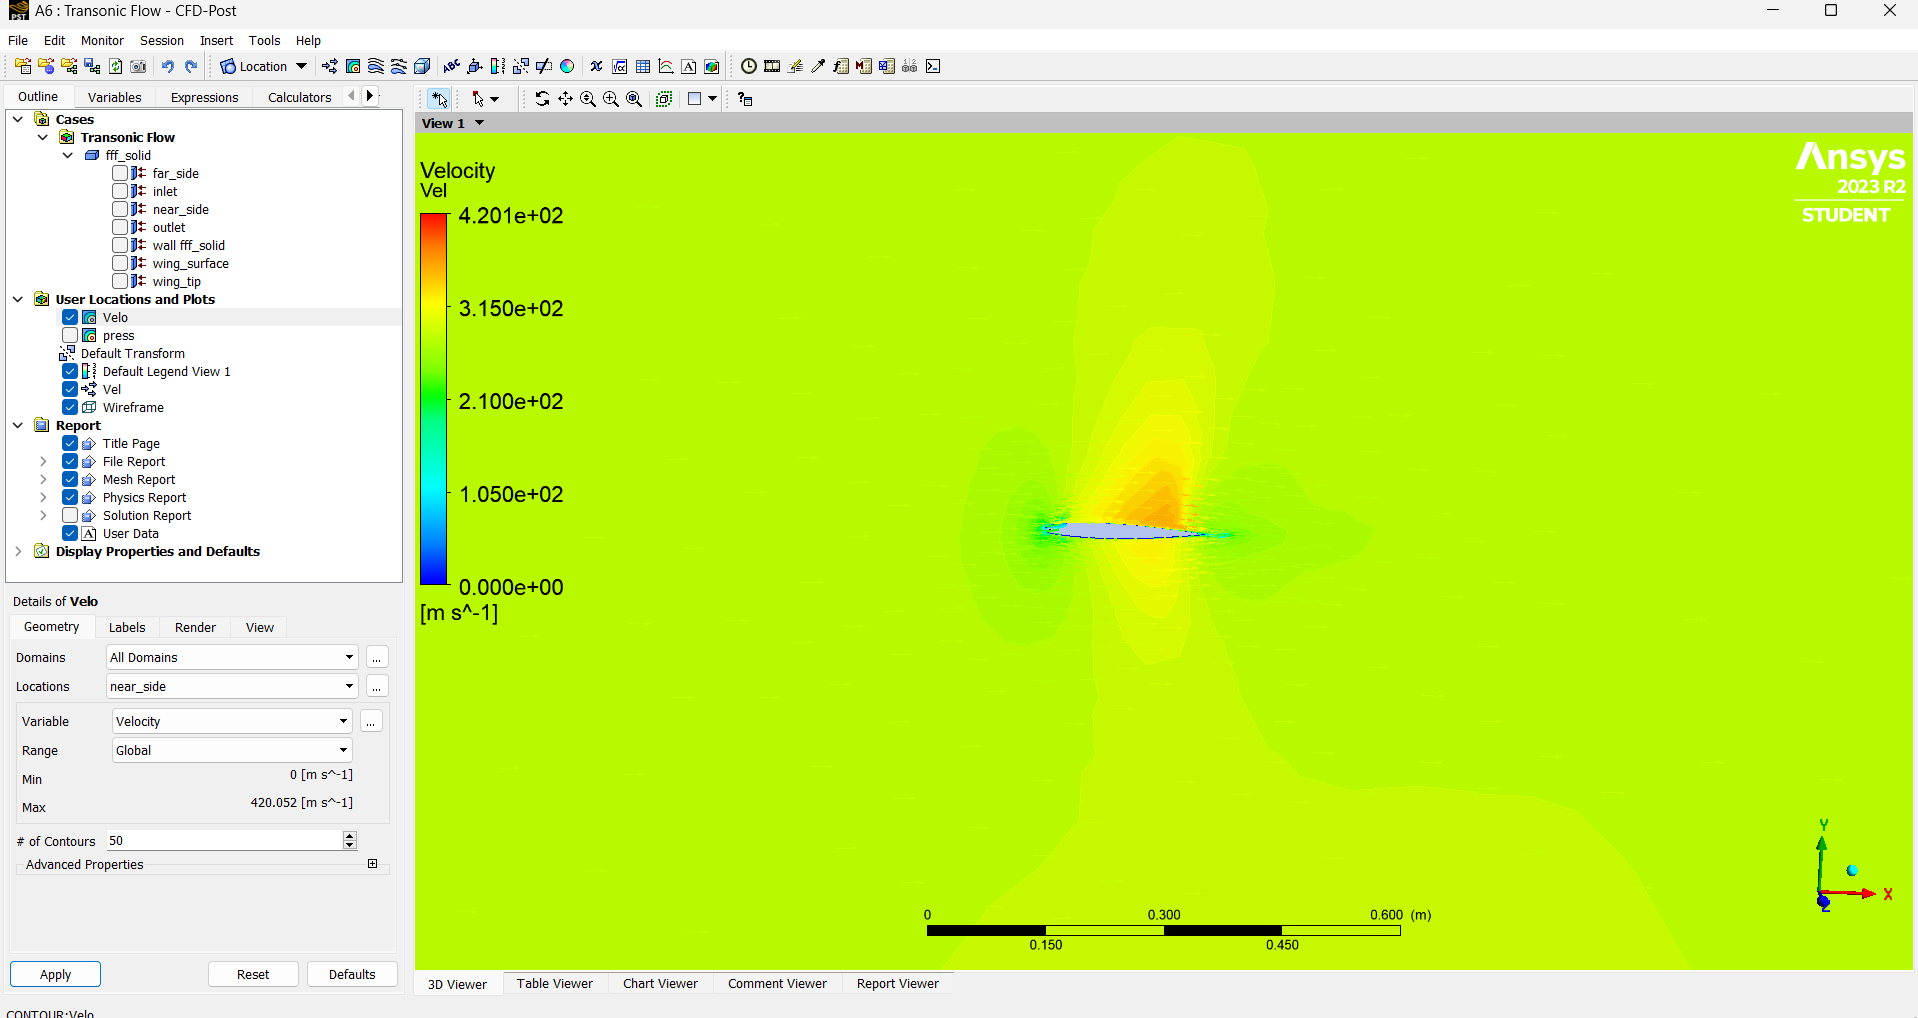 A6 : Transonic Flow - CFD-Post
File Edit Monitor Session Insert Tools Help
Location
Outline Variables Expressions Calculators
View 1
Cases
Transonic Flow
fff_solid
far_side
inlet
near_side
outlet
wall fff_solid
wing_surface
wing_tip
User Locations and Plots
Velo
press
Default Transform
Default Legend View 1
Vel
Wireframe
Report
Title Page
File Report
Mesh Report
Physics Report
Solution Report
User Data
Display Properties and Defaults
Details of Velo
Geometry Labels Render View
Domains All Domains ...
Locations near_side ...
Variable Velocity ...
Range Global
Min 0 [m s^-1]
Max 420.052 [m s^-1]
# of Contours 50
Advanced Properties
Apply Reset Defaults
CONTOUR:Velo
Velocity
Vel
4.201e+02
3.150e+02
2.100e+02
1.050e+02
0.000e+00
[m s^-1]
Ansys
2023 R2
STUDENT
Y
X
Z
0 0.300 0.600 (m)
0.150 0.450
3D Viewer Table Viewer Chart Viewer Comment Viewer Report Viewer